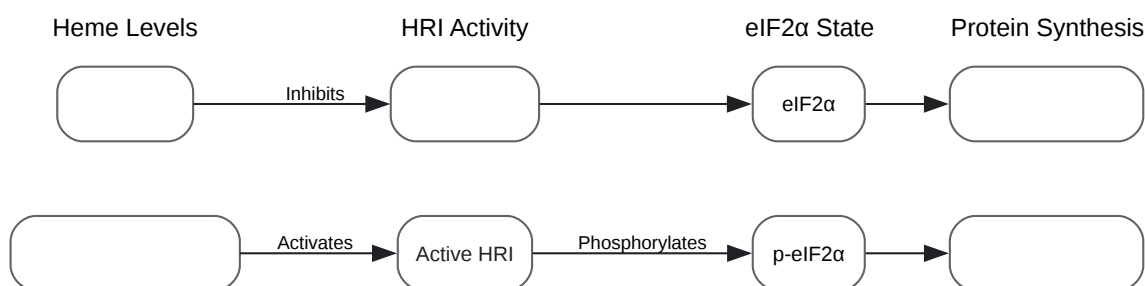 Heme Levels HRI Activity eIF2α State Protein Synthesis
Inhibits eIF2α
Activates Active HRI Phosphorylates p-eIF2α